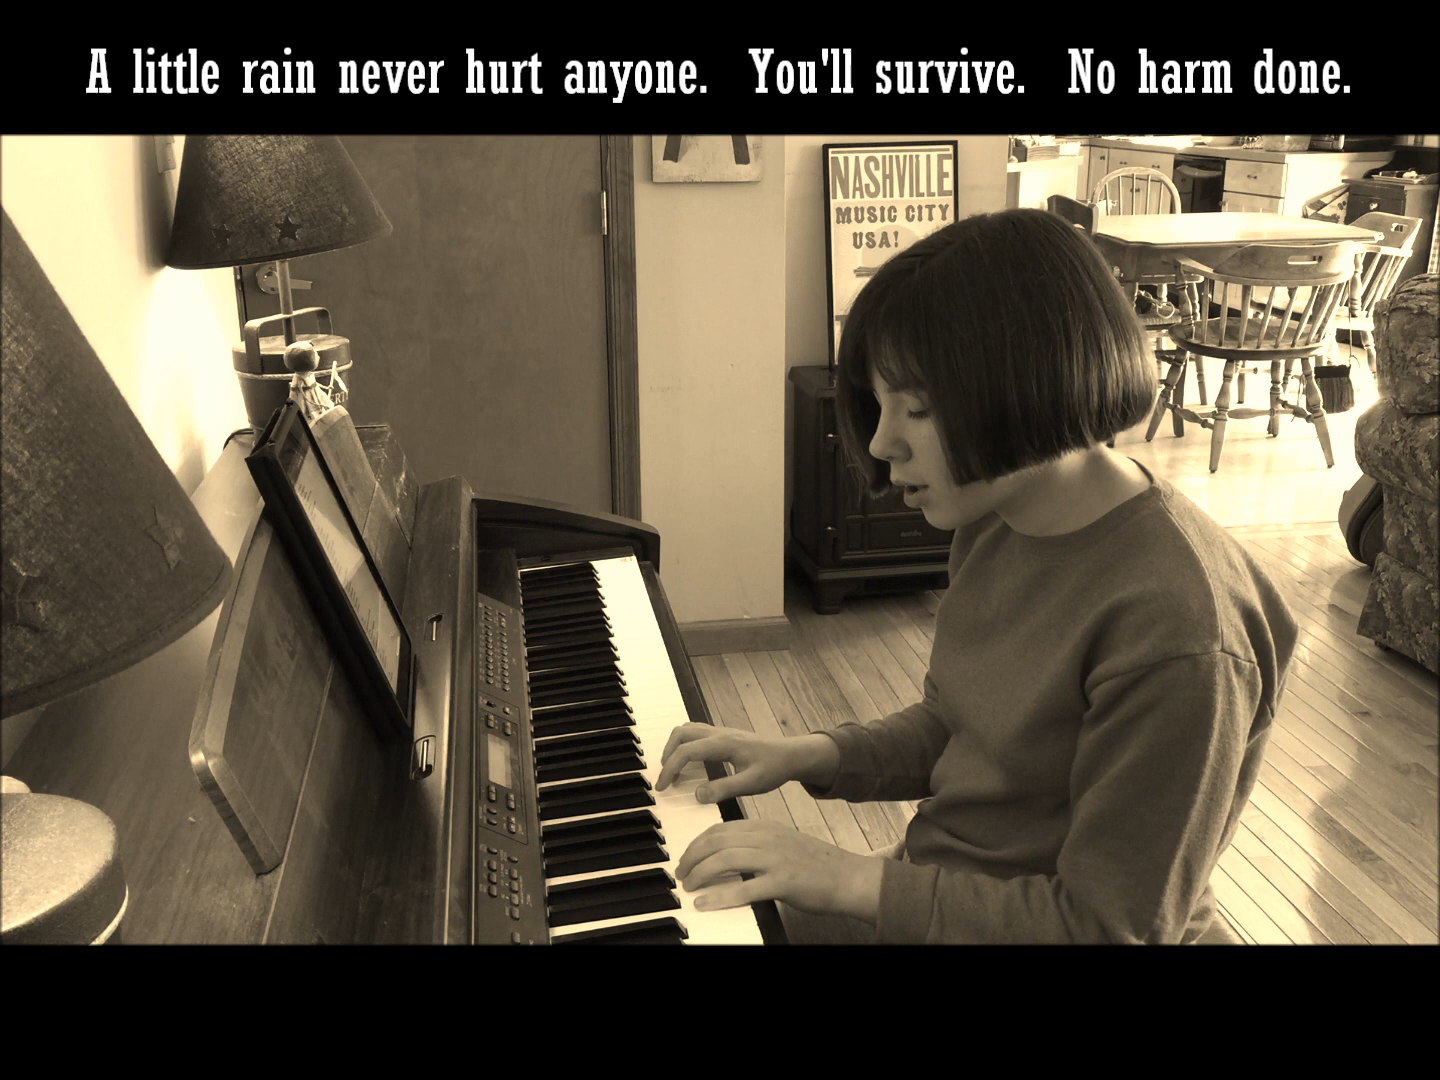 A little rain never hurt anyone.  You'll survive.  No harm done.
NASHVILLE
MUSIC CITY
USA!